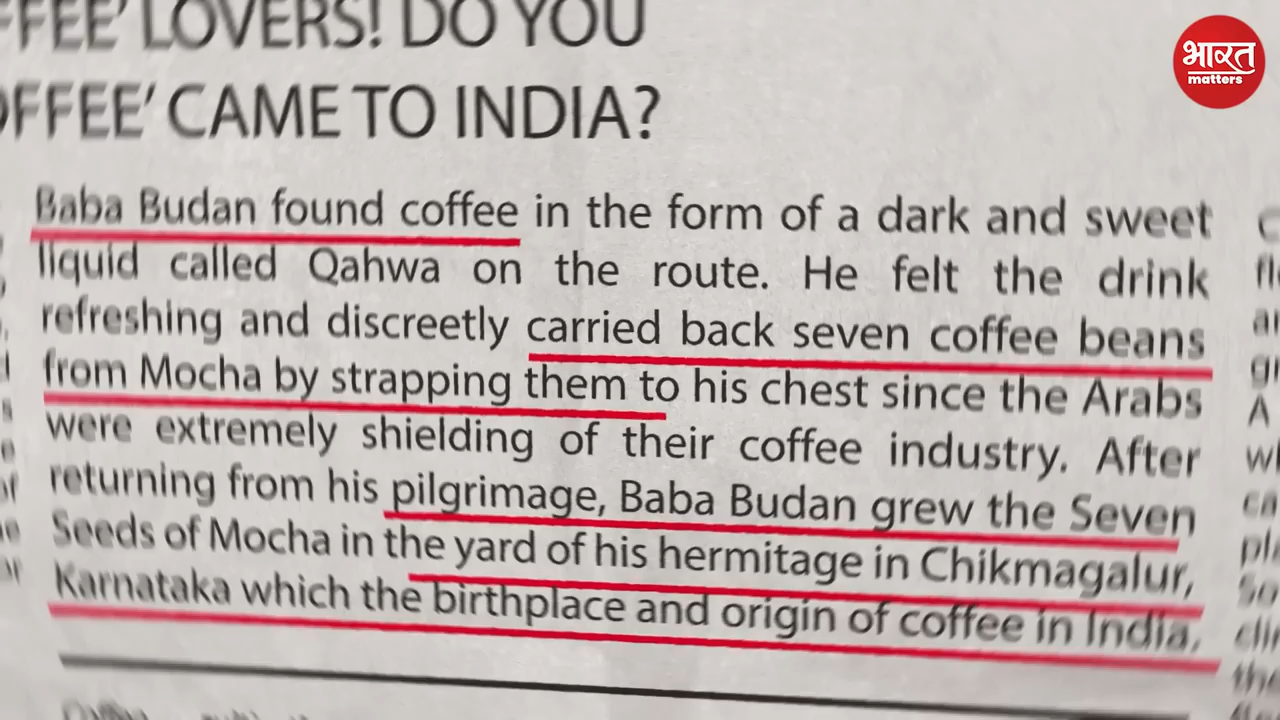 FFEE' LOVERS! DO YOU
OFFEE' CAME TO INDIA?
भारत
matters
Baba Budan found coffee in the form of a dark and sweet
liquid called Qahwa on the route. He felt the drink
refreshing and discreetly carried back seven coffee beans
from Mocha by strapping them to his chest since the Arabs
were extremely shielding of their coffee industry. After
returning from his pilgrimage, Baba Budan grew the Seven
Seeds of Mocha in the yard of his hermitage in Chikmagalur,
Karnataka which the birthplace and origin of coffee in India.